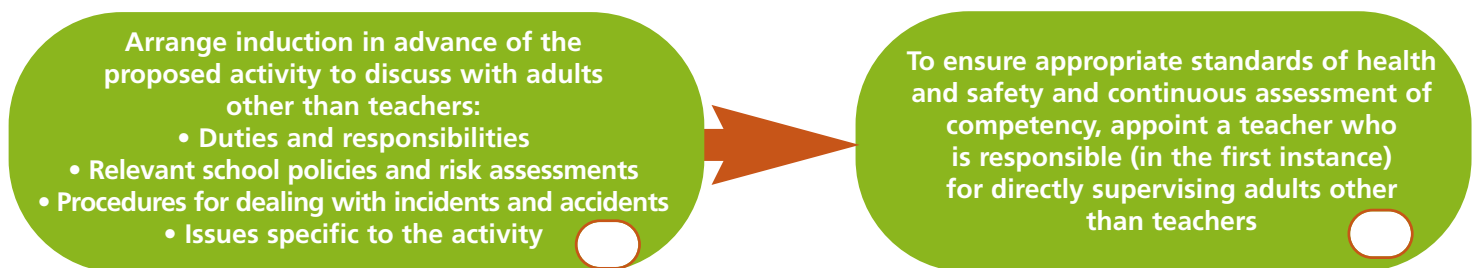 Arrange induction in advance of the
proposed activity to discuss with adults
other than teachers:
• Duties and responsibilities
• Relevant school policies and risk assessments
• Procedures for dealing with incidents and accidents
• Issues specific to the activity
To ensure appropriate standards of health
and safety and continuous assessment of
competency, appoint a teacher who
is responsible (in the first instance)
for directly supervising adults other
than teachers